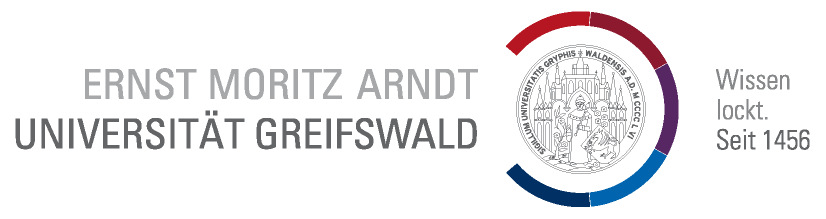 ERNST MORITZ ARNDT
UNIVERSITÄT GREIFSWALD
SIGILLUM UNIVERSITATIS GRYPHIS WALDENSIS A.D. M CCCC L VI
Wissen
lockt.
Seit 1456